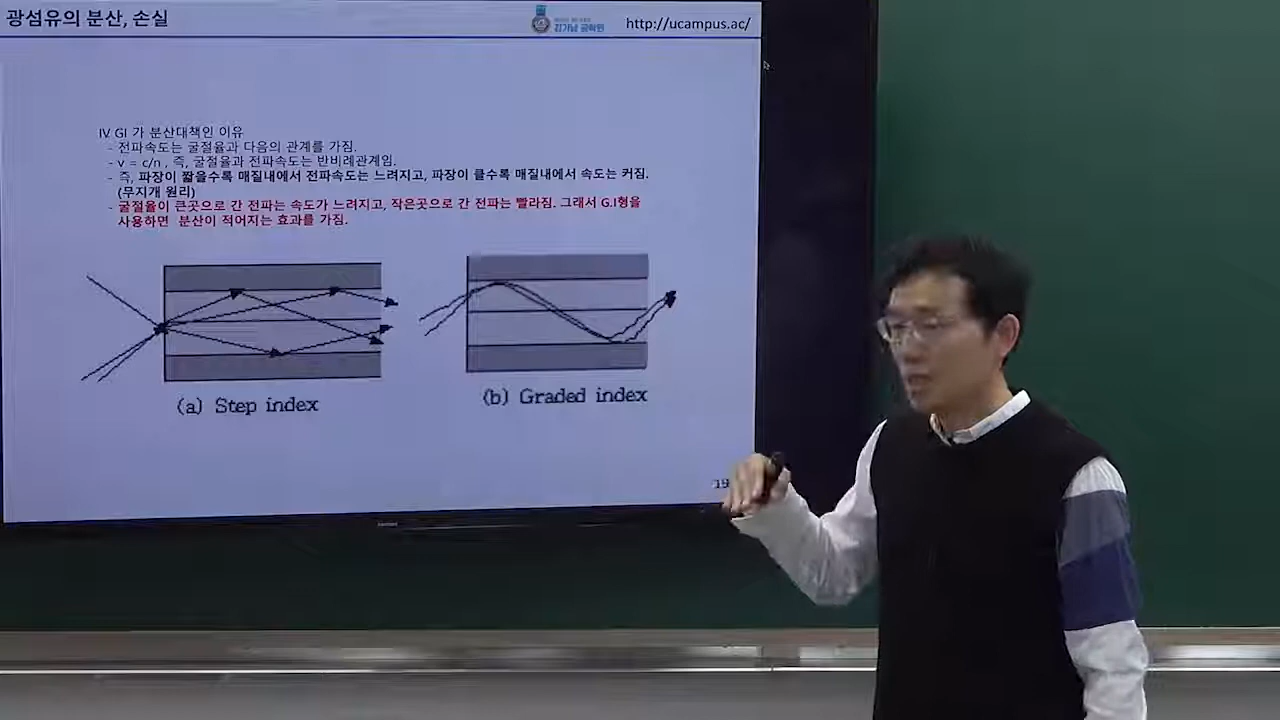 광섬유의 분산, 손실
김기남 공학원
http://ucampus.ac/
IV GI 가 분산대책인 이유
- 전파속도는 굴절율과 다음의 관계를 가짐.
- v = c/n , 즉, 굴절율과 전파속도는 반비례관계임.
- 즉, 파장이 짧을수록 매질내에서 전파속도는 느려지고, 파장이 클수록 매질내에서 속도는 커짐.
(무지개 원리)
- 굴절율이 큰곳으로 간 전파는 속도가 느려지고, 작은곳으로 간 전파는 빨라짐. 그래서 G.I형을
사용하면 분산이 적어지는 효과를 가짐.
(a) Step index
(b) Graded index
19